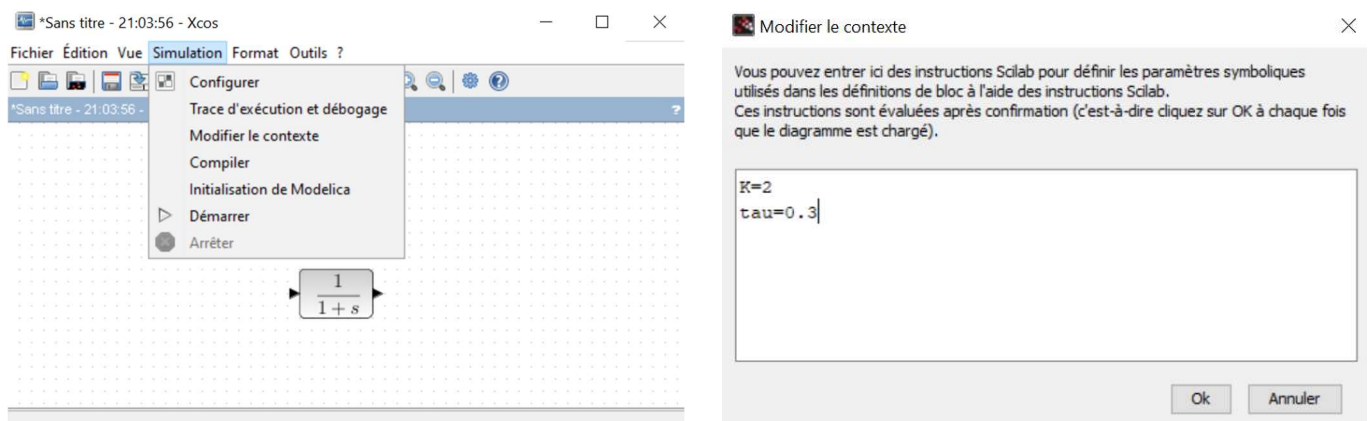 *Sans titre - 21:03:56 - Xcos
Fichier Édition Vue Simulation Format Outils ?
*Sans titre - 21:03:56 -
?
Configurer
Trace d'exécution et débogage
Modifier le contexte
Compiler
Initialisation de Modelica
Démarrer
Arrêter
1
1 + s
Modifier le contexte
Vous pouvez entrer ici des instructions Scilab pour définir les paramètres symboliques
utilisés dans les définitions de bloc à l'aide des instructions Scilab.
Ces instructions sont évaluées après confirmation (c'est-à-dire cliquez sur OK à chaque fois
que le diagramme est chargé).
K=2
tau=0.3
Ok
Annuler